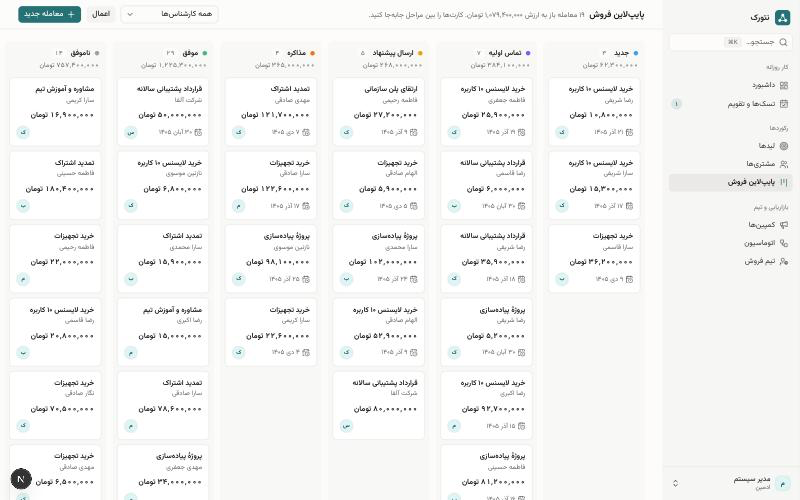 نتورک
جستجو...
⌘K
کار روزانه
داشبورد
تسک‌ها و تقویم
۱
رکوردها
لیدها
مشتری‌ها
پایپ‌لاین فروش
بازاریابی و تیم
کمپین‌ها
اتوماسیون
تیم فروش
مدیر سیستم
ادمین
م
پایپ‌لاین فروش
۱۹ معامله باز به ارزش ۱,۰۷۹,۴۰۰,۰۰۰ تومان. کارت‌ها را بین مراحل جابه‌جا کنید.
همه کارشناس‌ها
اعمال
+ معامله جدید
جدید ۳
۶۲,۳۰۰,۰۰۰ تومان
خرید لایسنس ۱۰ کاربره
رضا شریفی
۱۰,۸۰۰,۰۰۰ تومان
۲۱ آذر ۱۴۰۵
ک
خرید لایسنس ۱۰ کاربره
سارا شریفی
۱۵,۳۰۰,۰۰۰ تومان
۱۷ آذر ۱۴۰۵
ک
خرید تجهیزات
سارا قاسمی
۳۶,۲۰۰,۰۰۰ تومان
۹ دی ۱۴۰۵
ب
تماس اولیه ۷
۳۸۴,۱۰۰,۰۰۰ تومان
خرید لایسنس ۱۰ کاربره
فاطمه جعفری
۲۵,۹۰۰,۰۰۰ تومان
۱۹ آذر ۱۴۰۵
ک
قرارداد پشتیبانی سالانه
رضا قاسمی
۶,۰۰۰,۰۰۰ تومان
۳۰ آبان ۱۴۰۵
ب
قرارداد پشتیبانی سالانه
رضا شریفی
۳۵,۹۰۰,۰۰۰ تومان
۱۸ آذر ۱۴۰۵
ک
پروژهٔ پیاده‌سازی
رضا شریفی
۵,۲۰۰,۰۰۰ تومان
۳۰ آبان ۱۴۰۵
ک
خرید لایسنس ۱۰ کاربره
رضا اکبری
۹۲,۷۰۰,۰۰۰ تومان
۱۵ آذر ۱۴۰۵
م
پروژهٔ پیاده‌سازی
فاطمه حسینی
۸۱,۲۰۰,۰۰۰ تومان
ارسال پیشنهاد ۵
۲۶۸,۰۰۰,۰۰۰ تومان
ارتقای پلن سازمانی
فاطمه رحیمی
۲۷,۲۰۰,۰۰۰ تومان
۹ آذر ۱۴۰۵
ک
خرید تجهیزات
الهام صادقی
۵,۹۰۰,۰۰۰ تومان
۵ دی ۱۴۰۵
ک
پروژهٔ پیاده‌سازی
سارا محمدی
۱۰۲,۰۰۰,۰۰۰ تومان
۲۴ آذر ۱۴۰۵
ب
خرید لایسنس ۱۰ کاربره
الهام صادقی
۵۲,۹۰۰,۰۰۰ تومان
۹ آذر ۱۴۰۵
ک
قرارداد پشتیبانی سالانه
شرکت آلفا
۸۰,۰۰۰,۰۰۰ تومان
س
مذاکره ۴
۳۶۵,۰۰۰,۰۰۰ تومان
تمدید اشتراک
مهدی صادقی
۱۲۱,۷۰۰,۰۰۰ تومان
۷ دی ۱۴۰۵
ک
خرید تجهیزات
سارا صادقی
۱۲۲,۶۰۰,۰۰۰ تومان
۱۷ آذر ۱۴۰۵
م
پروژهٔ پیاده‌سازی
نازنین موسوی
۹۸,۱۰۰,۰۰۰ تومان
۲۵ آذر ۱۴۰۵
ک
خرید تجهیزات
سارا کریمی
۲۲,۶۰۰,۰۰۰ تومان
۴ دی ۱۴۰۵
ک
موفق ۲۹
۱,۲۲۵,۳۰۰,۰۰۰ تومان
قرارداد پشتیبانی سالانه
شرکت آلفا
۵۰,۰۰۰,۰۰۰ تومان
۳۰ آبان ۱۴۰۵
س
خرید لایسنس ۱۰ کاربره
نازنین موسوی
۶,۸۰۰,۰۰۰ تومان
ک
تمدید اشتراک
سارا محمدی
۱۵,۹۰۰,۰۰۰ تومان
ب
مشاوره و آموزش تیم
رضا اکبری
۱۵,۰۰۰,۰۰۰ تومان
م
تمدید اشتراک
سارا صادقی
۷۸,۶۰۰,۰۰۰ تومان
م
پروژهٔ پیاده‌سازی
مهدی جعفری
۳۴,۰۰۰,۰۰۰ تومان
ناموفق ۱۴
۷۵۷,۴۰۰,۰۰۰ تومان
مشاوره و آموزش تیم
سارا کریمی
۱۶,۹۰۰,۰۰۰ تومان
ک
تمدید اشتراک
فاطمه حسینی
۱۸۰,۴۰۰,۰۰۰ تومان
ب
خرید تجهیزات
فاطمه رحیمی
۲۲,۰۰۰,۰۰۰ تومان
م
خرید لایسنس ۱۰ کاربره
رضا قاسمی
۲۰,۸۰۰,۰۰۰ تومان
ب
خرید تجهیزات
نگار صادقی
۷۰,۵۰۰,۰۰۰ تومان
ک
خرید تجهیزات
مهدی صادقی
۶,۵۰۰,۰۰۰ تومان
N